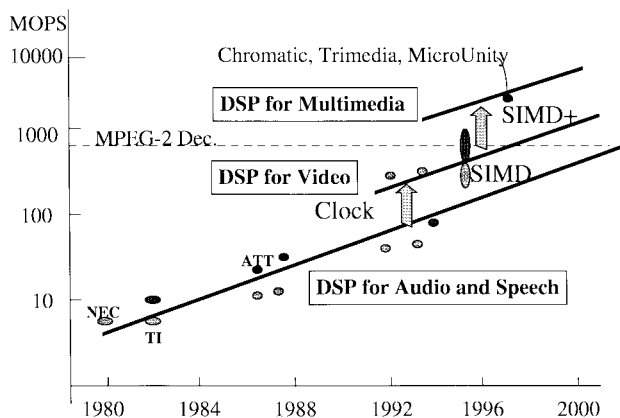 MOPS
Chromatic, Trimedia, MicroUnity
10000
DSP for Multimedia
SIMD+
1000
MPEG-2 Dec.
DSP for Video
SIMD
Clock
100
ATT
DSP for Audio and Speech
10
NEC
TI
1980 1984 1988 1992 1996 2000